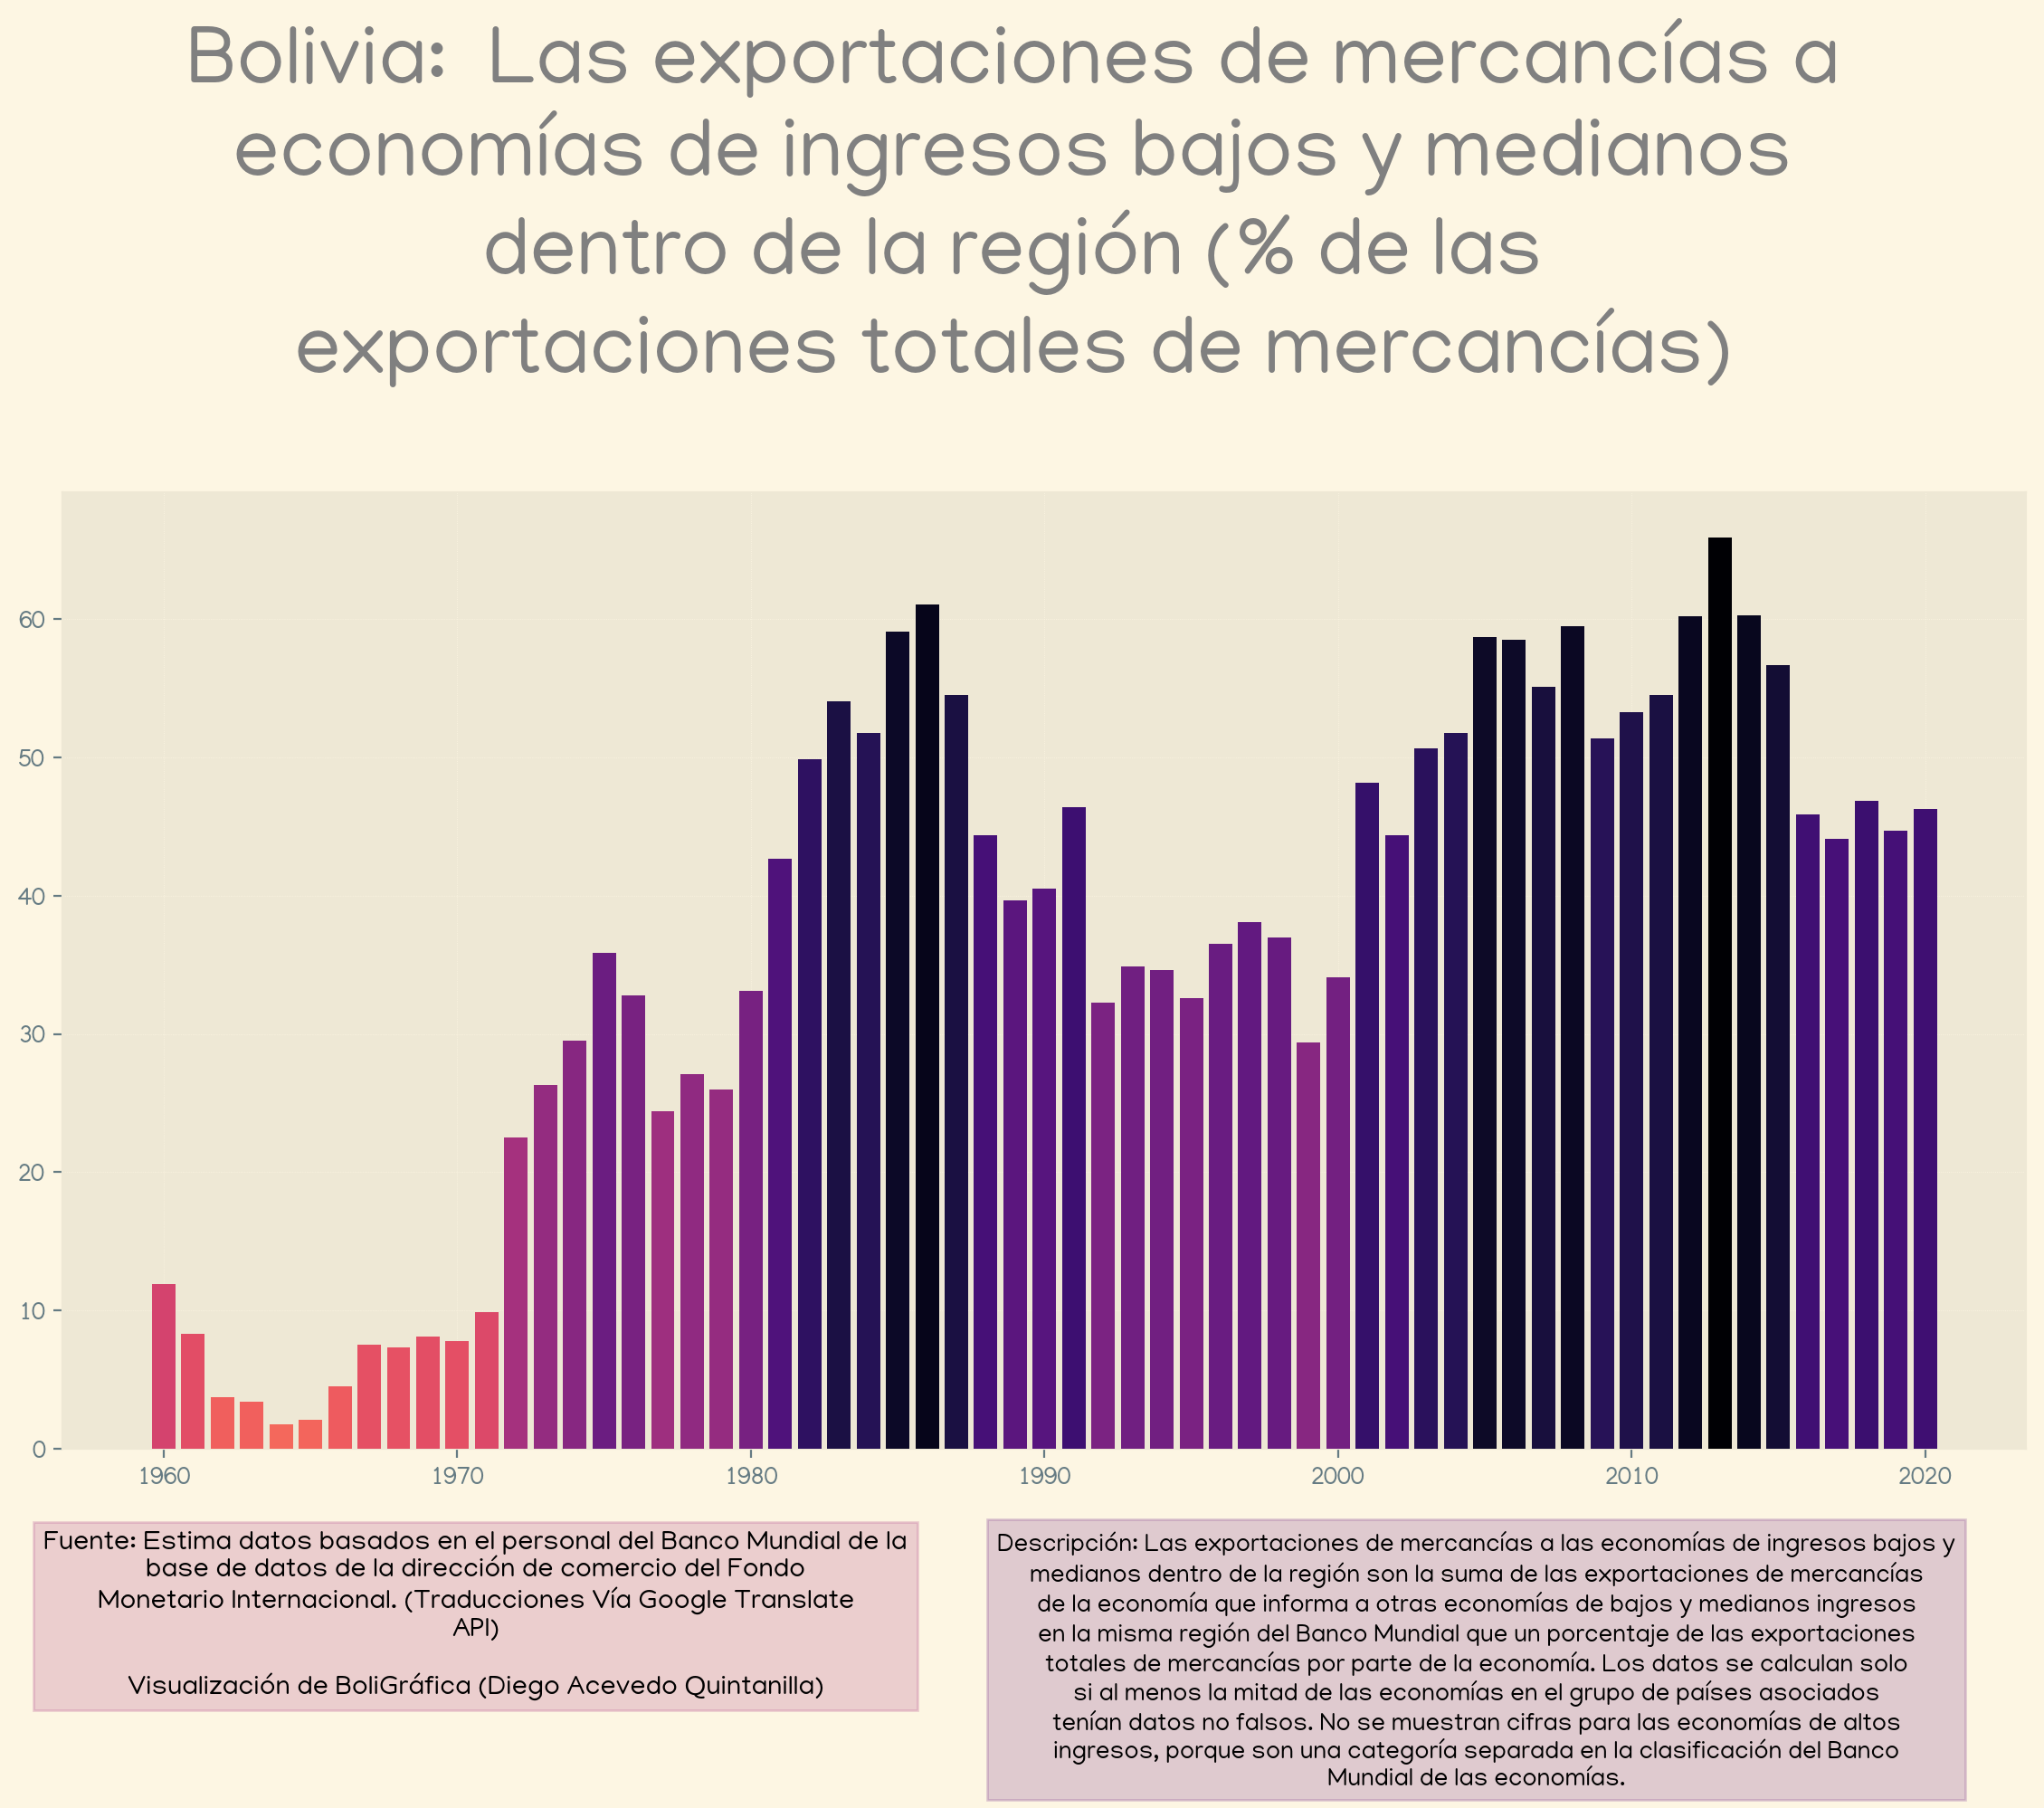 Bolivia: Las exportaciones de mercancías a
economías de ingresos bajos y medianos
dentro de la región (% de las
exportaciones totales de mercancías)
60
50
40
30
20
10
0
1960 1970 1980 1990 2000 2010 2020
Fuente: Estima datos basados en el personal del Banco Mundial de la
base de datos de la dirección de comercio del Fondo
Monetario Internacional. (Traducciones Vía Google Translate
API)
Visualización de BoliGráfica (Diego Acevedo Quintanilla)
Descripción: Las exportaciones de mercancías a las economías de ingresos bajos y
medianos dentro de la región son la suma de las exportaciones de mercancías
de la economía que informa a otras economías de bajos y medianos ingresos
en la misma región del Banco Mundial que un porcentaje de las exportaciones
totales de mercancías por parte de la economía. Los datos se calculan solo
si al menos la mitad de las economías en el grupo de países asociados
tenían datos no falsos. No se muestran cifras para las economías de altos
ingresos, porque son una categoría separada en la clasificación del Banco
Mundial de las economías.